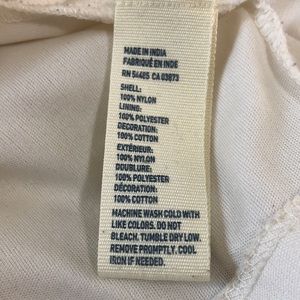 MADE IN INDIA
FABRIQUÉ EN INDE
RN 54485 CA 03873
SHELL:
100% NYLON
LINING:
100% POLYESTER
DECORATION:
100% COTTON
EXTÉRIEUR:
100% NYLON
DOUBLURE:
100% POLYESTER
DÉCORATION:
100% COTTON
MACHINE WASH COLD WITH
LIKE COLORS. DO NOT
BLEACH. TUMBLE DRY LOW.
REMOVE PROMPTLY. COOL
IRON IF NEEDED.